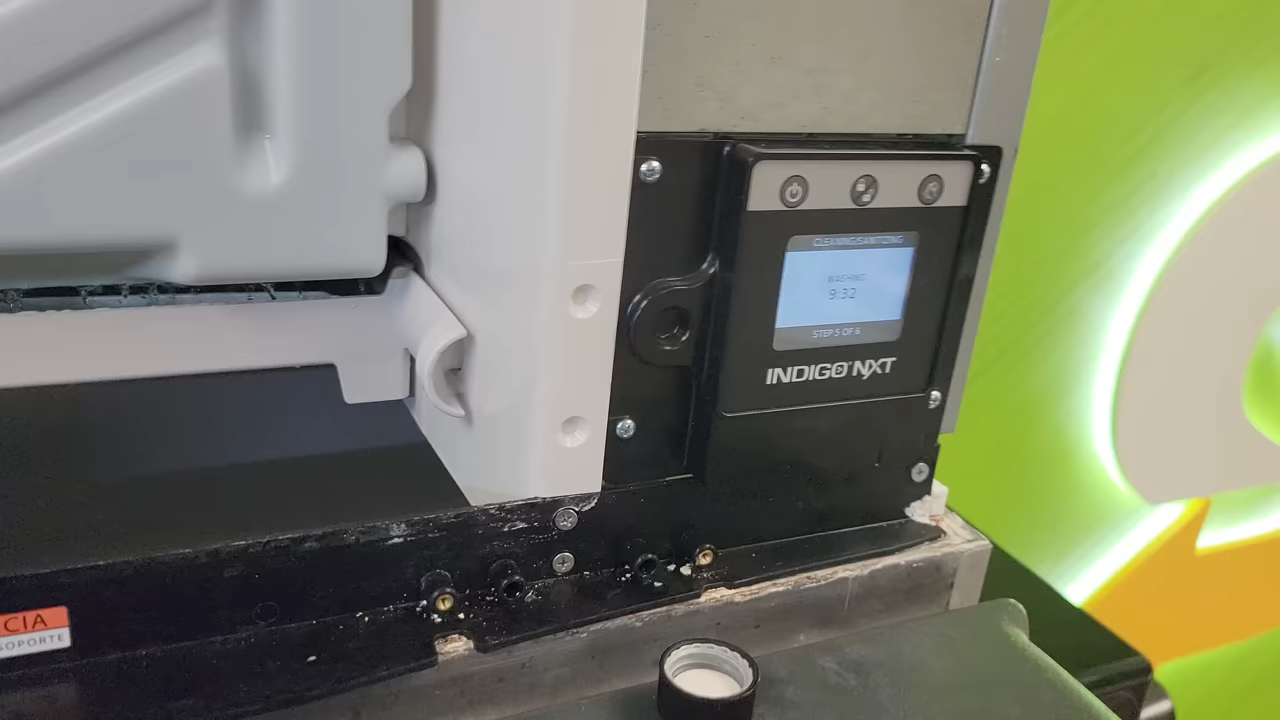 CLEANING/SANITIZING
WASHING
9:32
STEP 5 OF 6
INDIGO® NXT
CIA
SOPORTE